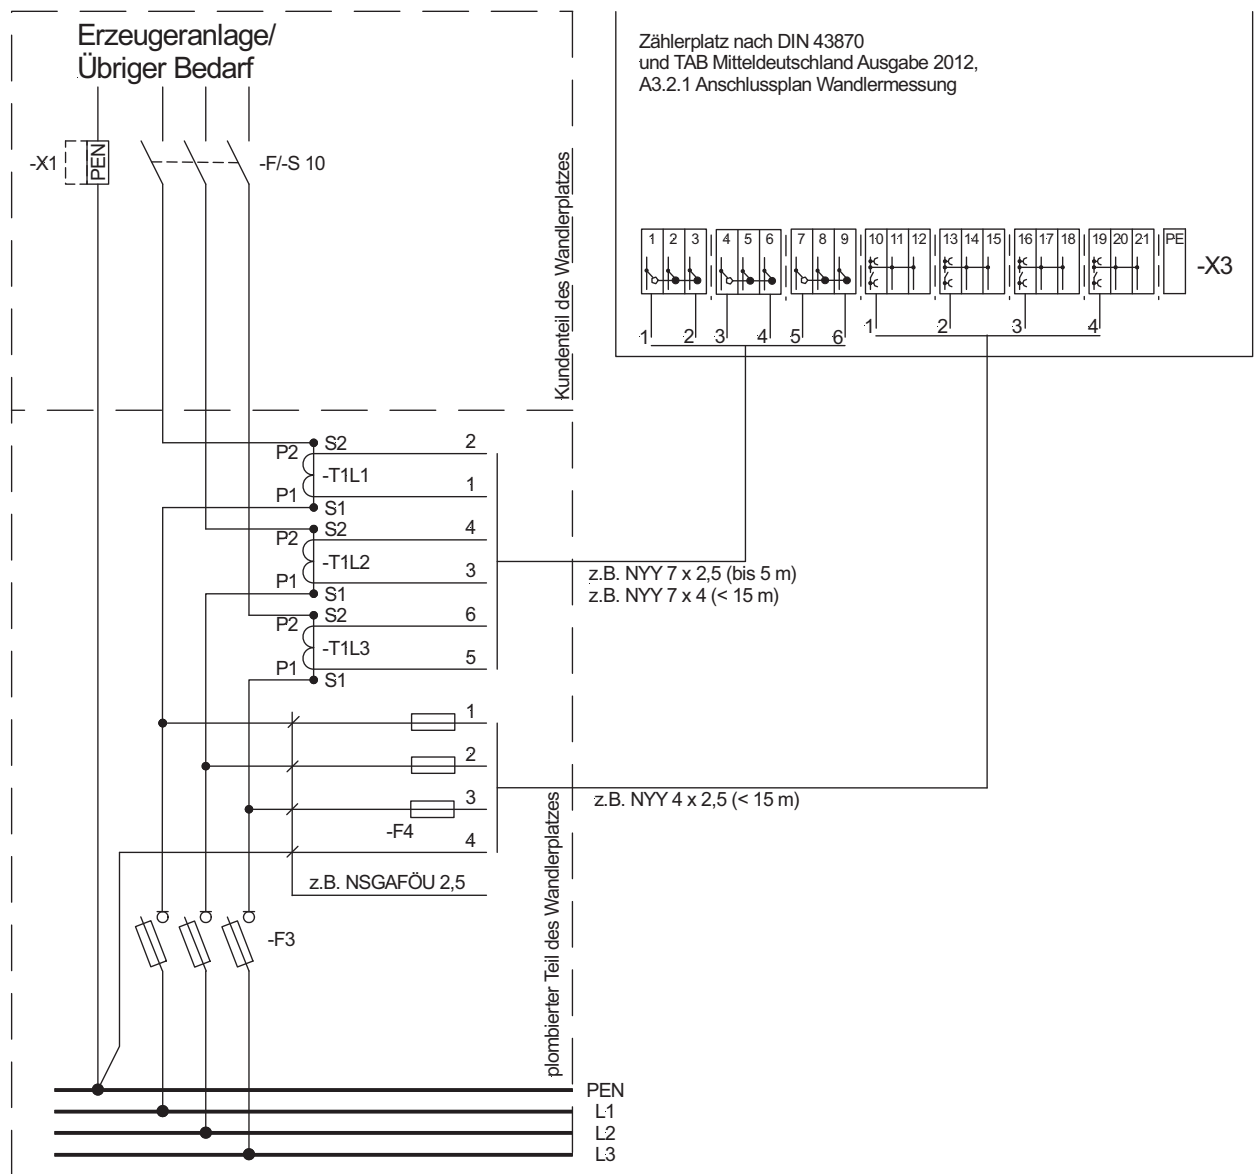 Erzeugeranlage/
Übriger Bedarf
-X1
PEN
-F/-S 10
Kundenteil des Wandlerplatzes
Zählerplatz nach DIN 43870
und TAB Mitteldeutschland Ausgabe 2012,
A3.2.1 Anschlussplan Wandlermessung
1 2 3 4 5 6 7 8 9 10 11 12 13 14 15 16 17 18 19 20 21 PE
-X3
1 2 3 4 5 6 1 2 3 4
S2 2
P2
-T1L1
1
P1
S1
S2 4
P2
-T1L2
3
P1
S1
S2 6
P2
-T1L3
5
P1
S1
z.B. NYY 7 x 2,5 (bis 5 m)
z.B. NYY 7 x 4 (< 15 m)
1
2
3
-F4
4
z.B. NYY 4 x 2,5 (< 15 m)
z.B. NSGAFÖU 2,5
-F3
plombierter Teil des Wandlerplatzes
PEN
L1
L2
L3